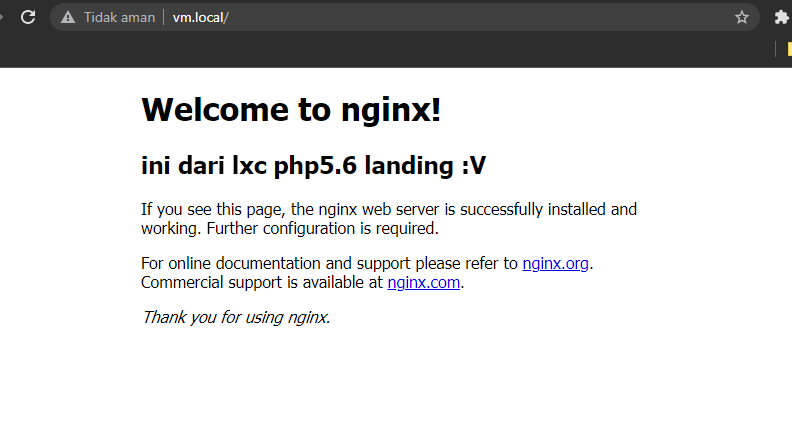 Tidak aman | vm.local/
Welcome to nginx!
ini dari lxc php5.6 landing :V
If you see this page, the nginx web server is successfully installed and
working. Further configuration is required.
For online documentation and support please refer to nginx.org.
Commercial support is available at nginx.com.
Thank you for using nginx.